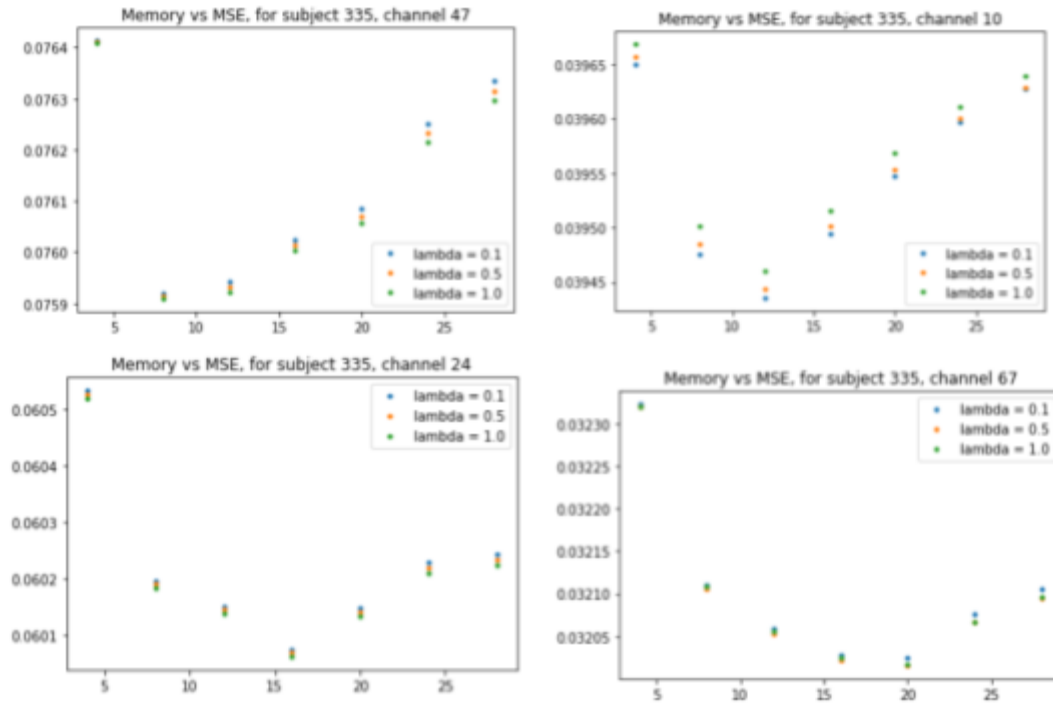 Memory vs MSE, for subject 335, channel 47
0.0764
0.0763
0.0762
0.0761
0.0760
0.0759
lambda = 0.1
lambda = 0.5
lambda = 1.0
5 10 15 20 25
Memory vs MSE, for subject 335, channel 10
0.03965
0.03960
0.03955
0.03950
0.03945
lambda = 0.1
lambda = 0.5
lambda = 1.0
5 10 15 20 25
Memory vs MSE, for subject 335, channel 24
lambda = 0.1
lambda = 0.5
lambda = 1.0
0.0605
0.0604
0.0603
0.0602
0.0601
5 10 15 20 25
Memory vs MSE, for subject 335, channel 67
lambda = 0.1
lambda = 0.5
lambda = 1.0
0.03230
0.03225
0.03220
0.03215
0.03210
0.03205
5 10 15 20 25